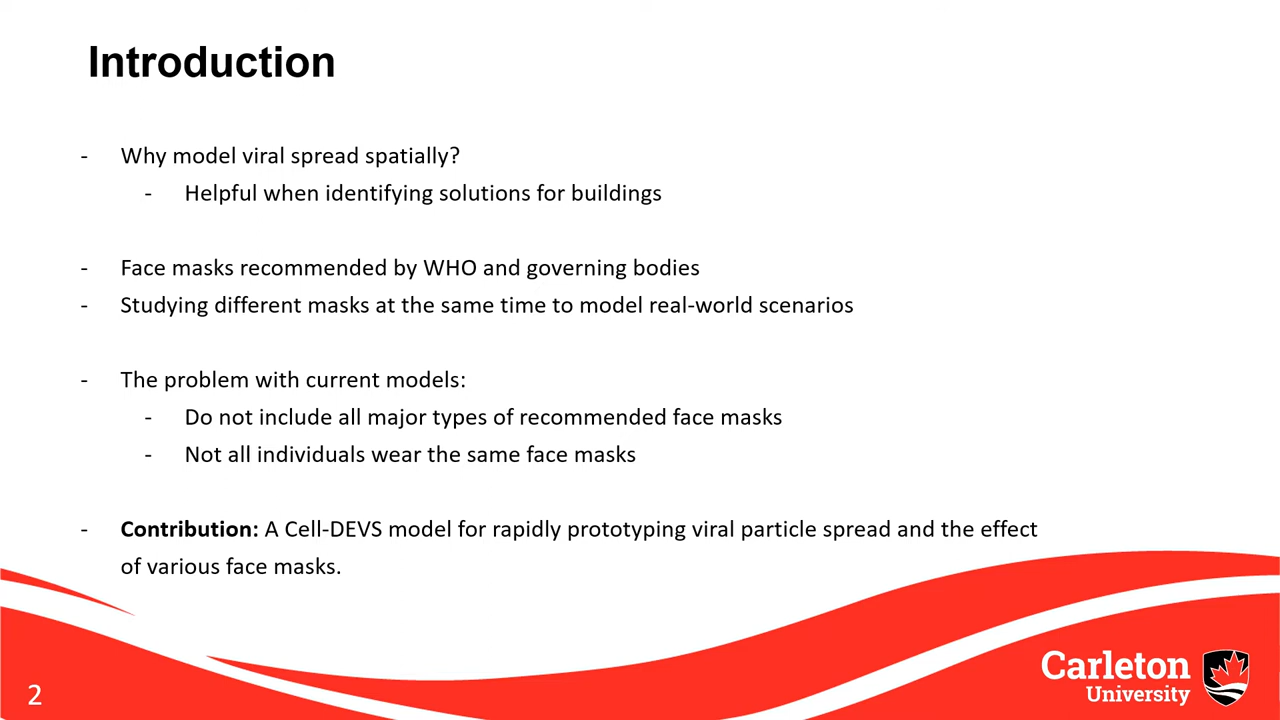 Introduction
- Why model viral spread spatially?
- Helpful when identifying solutions for buildings
- Face masks recommended by WHO and governing bodies
- Studying different masks at the same time to model real-world scenarios
- The problem with current models:
- Do not include all major types of recommended face masks
- Not all individuals wear the same face masks
- Contribution: A Cell-DEVS model for rapidly prototyping viral particle spread and the effect
of various face masks.
Carleton
University
2